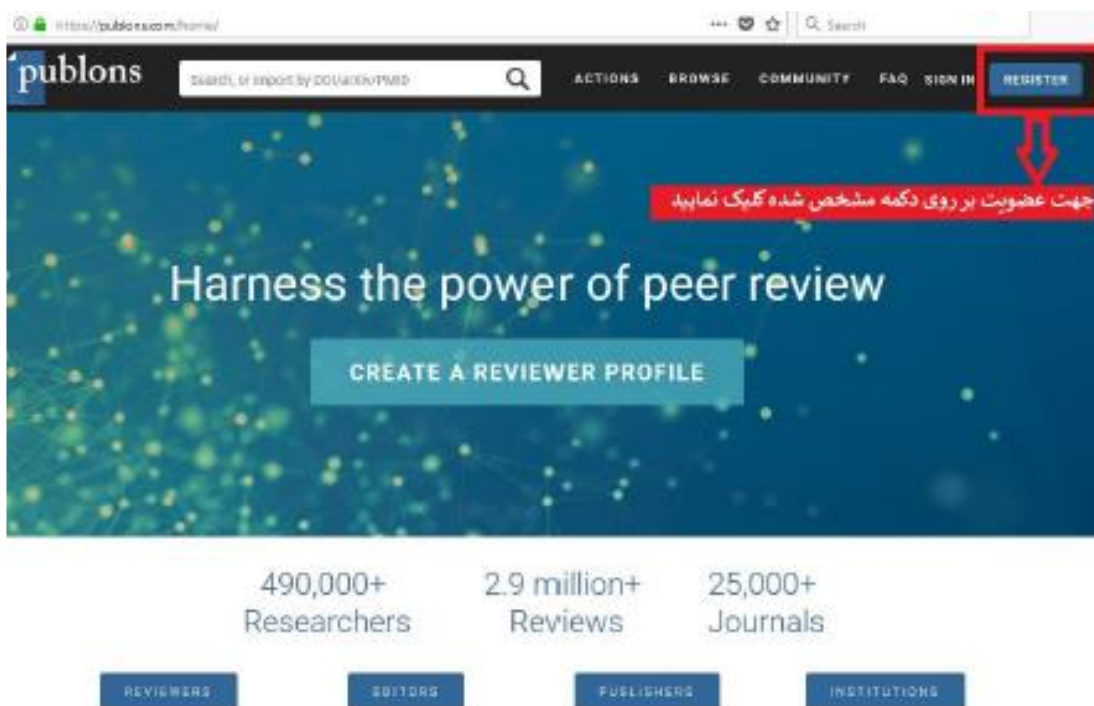 https://publons.com/home/
Search
publons
Search, or import by DOI/arXiv/PMID
ACTIONS BROWSE COMMUNITY FAQ SIGN IN REGISTER
جهت عضویت بر روی دکمه مشخص شده کلیک نمایید
Harness the power of peer review
CREATE A REVIEWER PROFILE
490,000+ 2.9 million+ 25,000+
Researchers Reviews Journals
REVIEWERS EDITORS PUBLISHERS INSTITUTIONS